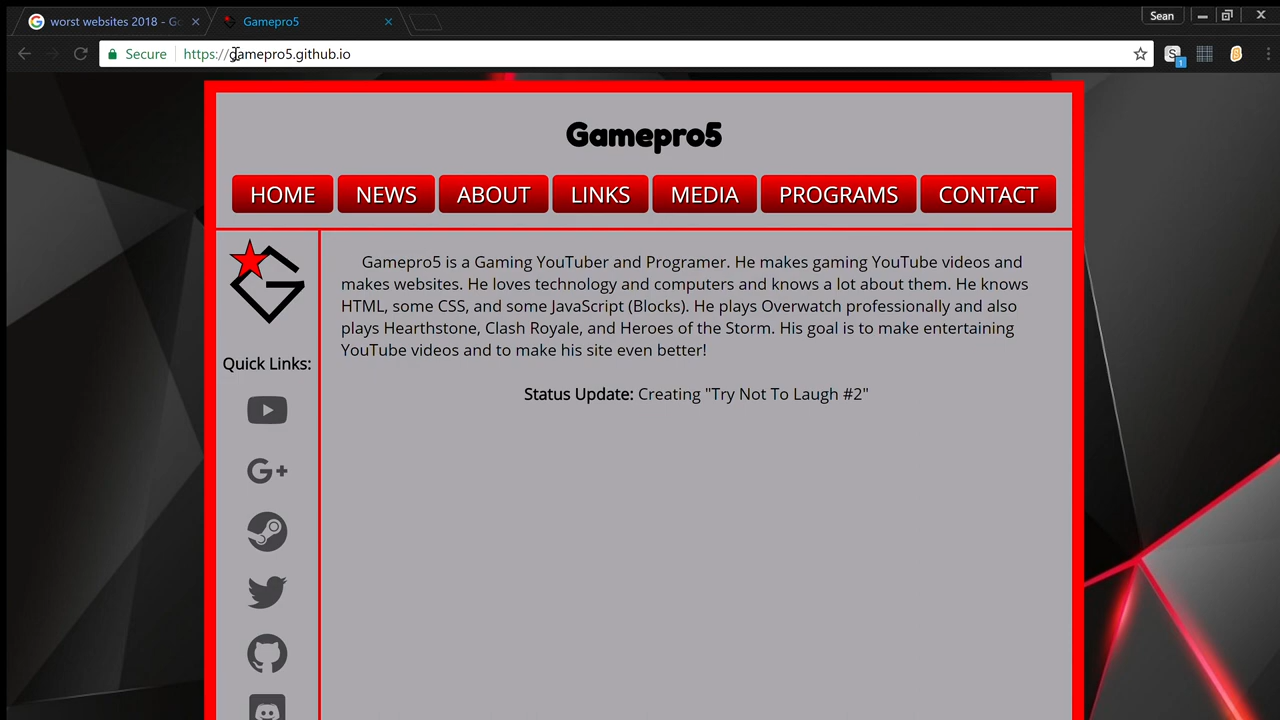 worst websites 2018 - Go
Gamepro5
Sean
Secure
https://gamepro5.github.io
S
1
Gamepro5
HOME NEWS ABOUT LINKS MEDIA PROGRAMS CONTACT
Gamepro5 is a Gaming YouTuber and Programer. He makes gaming YouTube videos and
makes websites. He loves technology and computers and knows a lot about them. He knows
HTML, some CSS, and some JavaScript (Blocks). He plays Overwatch professionally and also
plays Hearthstone, Clash Royale, and Heroes of the Storm. His goal is to make entertaining
YouTube videos and to make his site even better!
Status Update: Creating "Try Not To Laugh #2"
Quick Links:
G+